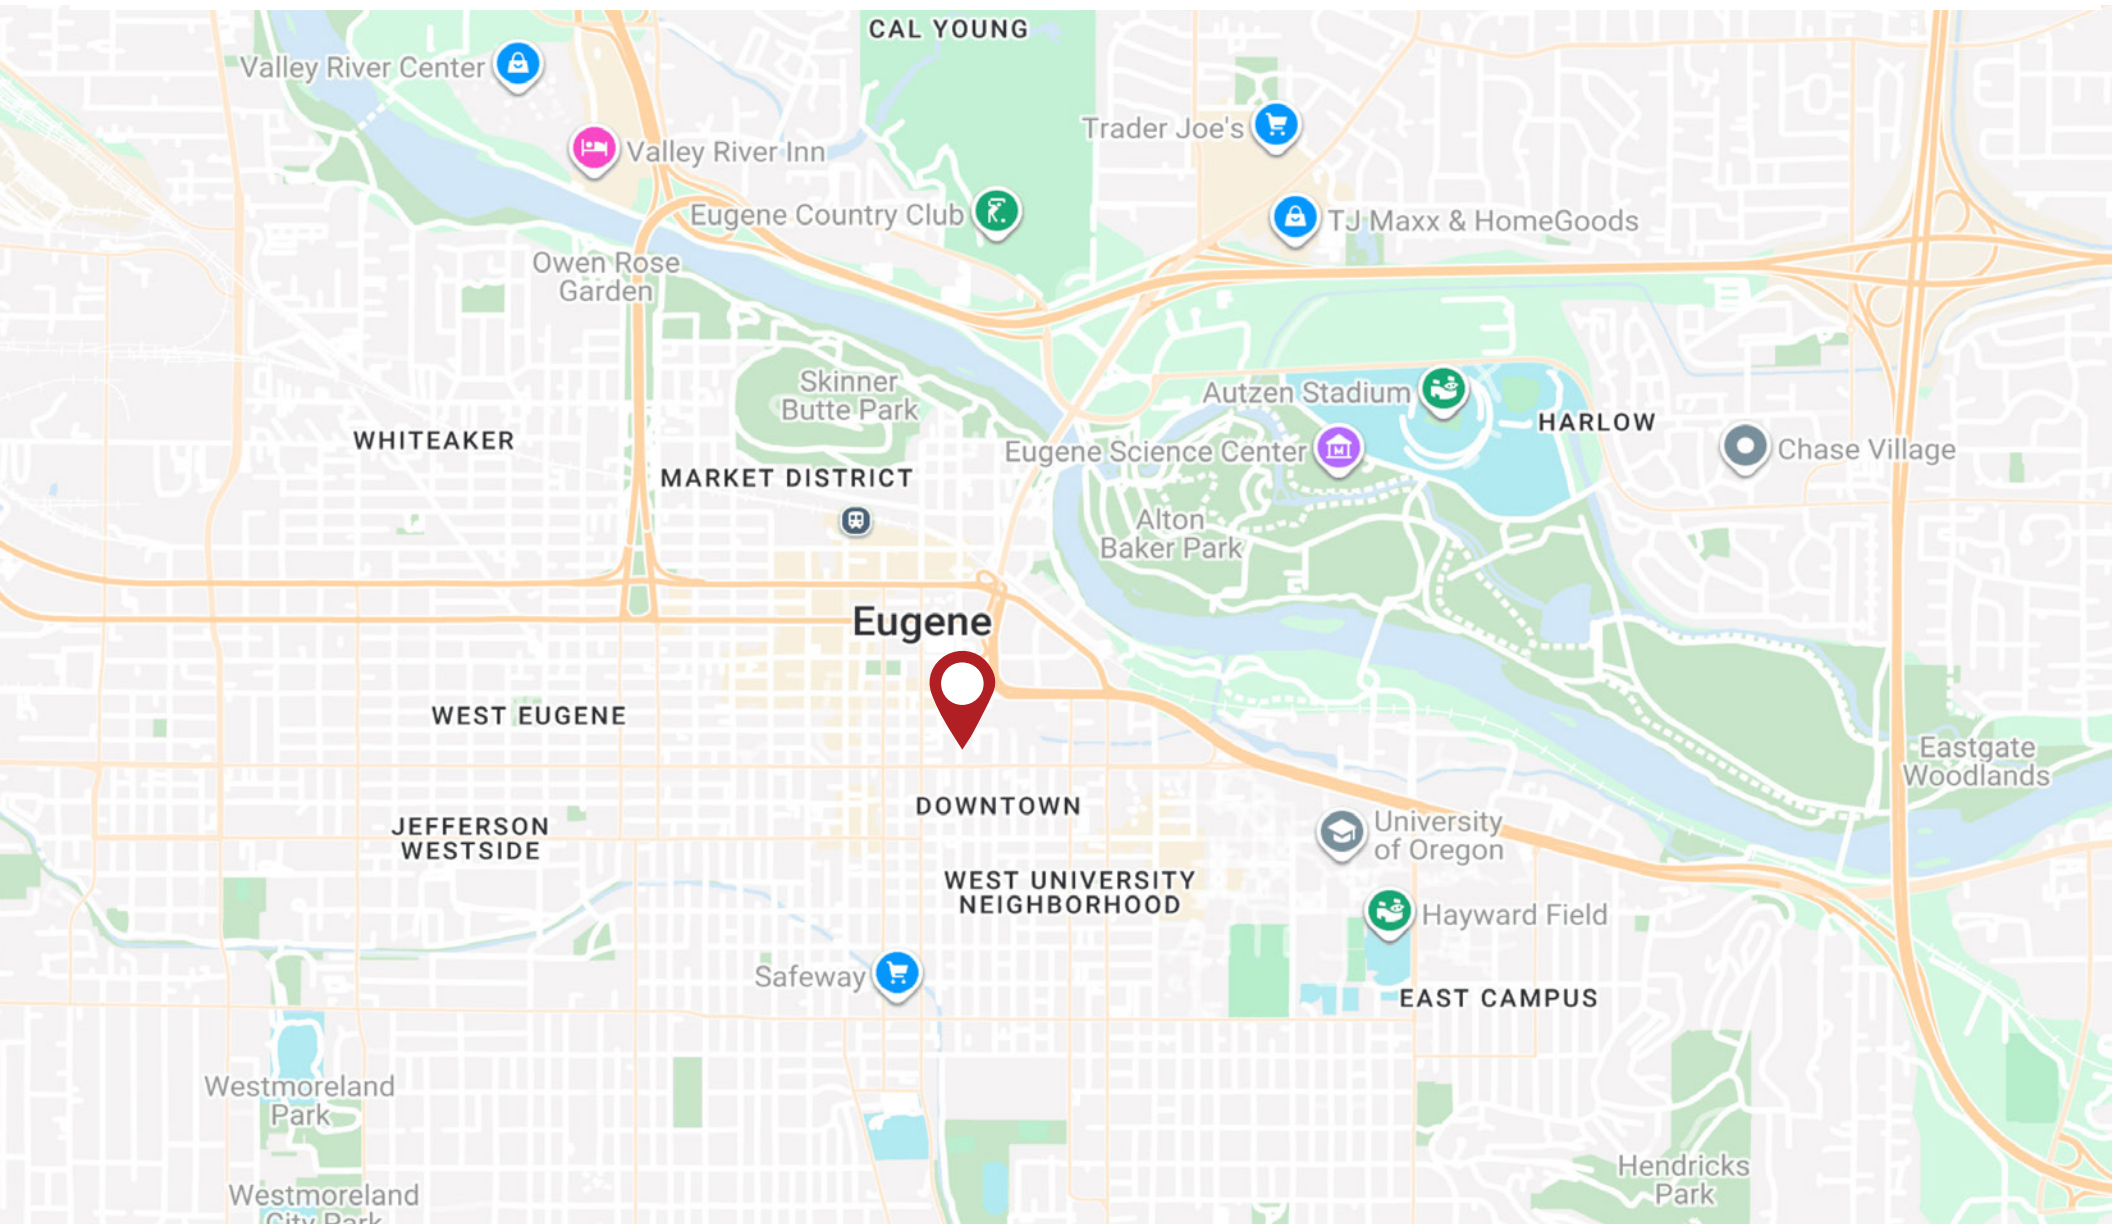 CAL YOUNG
Valley River Center
Trader Joe's
Valley River Inn
Eugene Country Club
TJ Maxx & HomeGoods
Owen Rose
Garden
Skinner
Butte Park
Autzen Stadium
HARLOW
WHITEAKER
Eugene Science Center
Chase Village
MARKET DISTRICT
Alton
Baker Park
Eugene
WEST EUGENE
Eastgate
Woodlands
DOWNTOWN
JEFFERSON
WESTSIDE
University
of Oregon
WEST UNIVERSITY
NEIGHBORHOOD
Hayward Field
Safeway
EAST CAMPUS
Westmoreland
Park
Hendricks
Park
Westmoreland
City Park